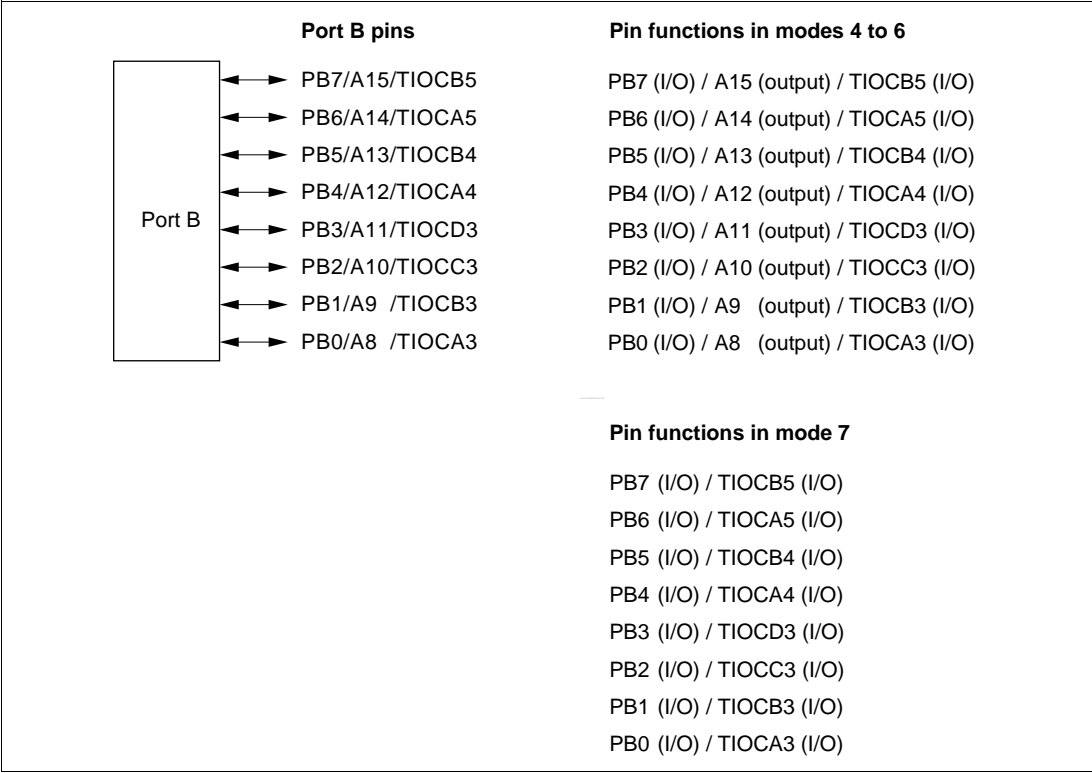 Port B pins
Pin functions in modes 4 to 6
Port B
PB7/A15/TIOCB5
PB7 (I/O) / A15 (output) / TIOCB5 (I/O)
PB6/A14/TIOCA5
PB6 (I/O) / A14 (output) / TIOCA5 (I/O)
PB5/A13/TIOCB4
PB5 (I/O) / A13 (output) / TIOCB4 (I/O)
PB4/A12/TIOCA4
PB4 (I/O) / A12 (output) / TIOCA4 (I/O)
PB3/A11/TIOCD3
PB3 (I/O) / A11 (output) / TIOCD3 (I/O)
PB2/A10/TIOCC3
PB2 (I/O) / A10 (output) / TIOCC3 (I/O)
PB1/A9 /TIOCB3
PB1 (I/O) / A9 (output) / TIOCB3 (I/O)
PB0/A8 /TIOCA3
PB0 (I/O) / A8 (output) / TIOCA3 (I/O)
Pin functions in mode 7
PB7 (I/O) / TIOCB5 (I/O)
PB6 (I/O) / TIOCA5 (I/O)
PB5 (I/O) / TIOCB4 (I/O)
PB4 (I/O) / TIOCA4 (I/O)
PB3 (I/O) / TIOCD3 (I/O)
PB2 (I/O) / TIOCC3 (I/O)
PB1 (I/O) / TIOCB3 (I/O)
PB0 (I/O) / TIOCA3 (I/O)